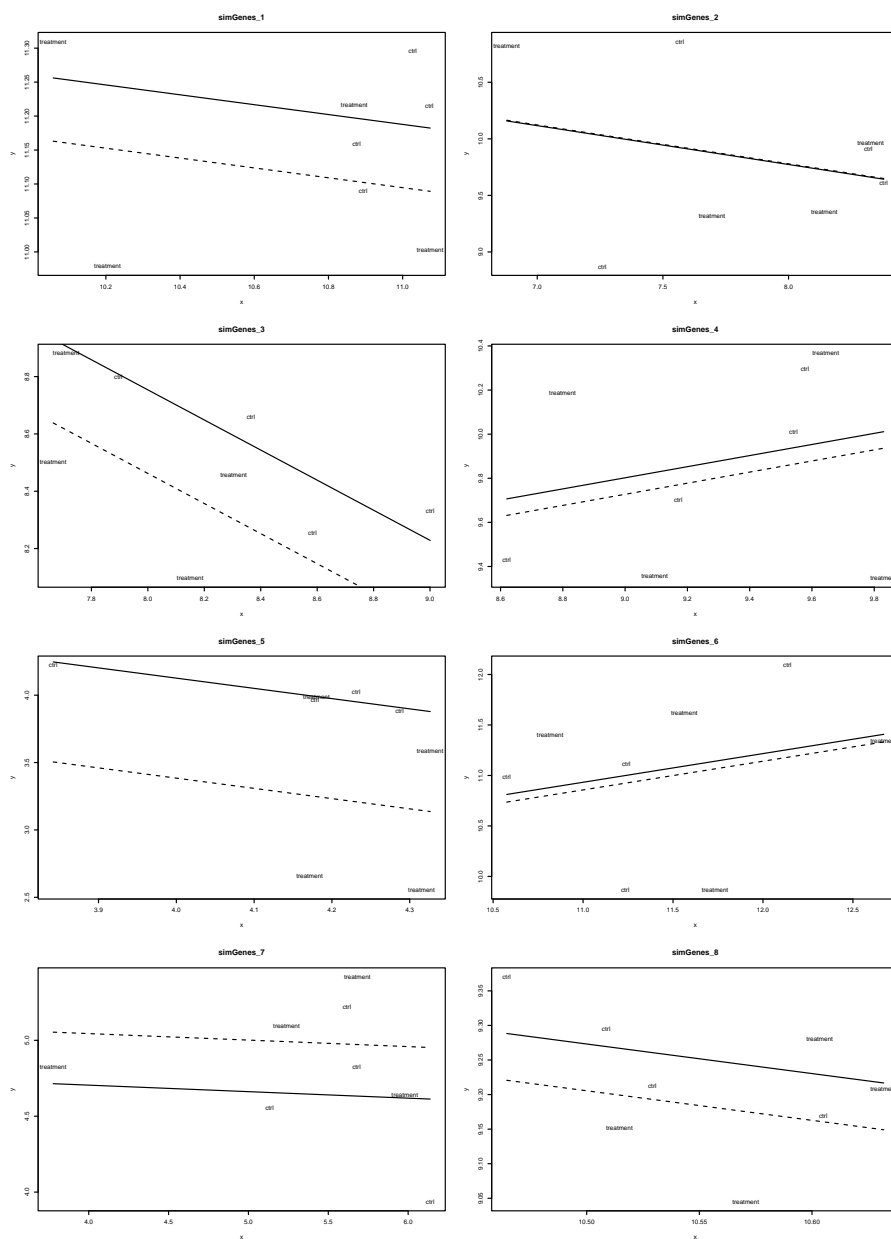 simGenes_1
treatment
ctrl
treatment
ctrl
ctrl
ctrl
treatment
treatment
11.00 11.05 11.10 11.15 11.20 11.25 11.30
y
10.2 10.4 10.6 10.8 11.0
x
simGenes_2
treatment
ctrl
treatment
ctrl
ctrl
treatment
treatment
ctrl
9.0 9.5 10.0 10.5
y
7.0 7.5 8.0
x
simGenes_3
treatment
ctrl
ctrl
treatment
treatment
ctrl
ctrl
treatment
8.2 8.4 8.6 8.8
y
7.8 8.0 8.2 8.4 8.6 8.8 9.0
x
simGenes_4
treatment
ctrl
treatment
ctrl
ctrl
ctrl
treatment
treatme
9.4 9.6 9.8 10.0 10.2 10.4
y
8.6 8.8 9.0 9.2 9.4 9.6 9.8
x
simGenes_5
ctrl
treatment
ctrl
ctrl
ctrl
treatment
treatment
treatment
2.5 3.0 3.5 4.0
y
3.9 4.0 4.1 4.2 4.3
x
simGenes_6
ctrl
treatment
treatment
treatme
ctrl
ctrl
ctrl
treatment
10.0 10.5 11.0 11.5 12.0
y
10.5 11.0 11.5 12.0 12.5
x
simGenes_7
treatment
ctrl
treatment
treatment
ctrl
treatment
ctrl
ctrl
4.0 4.5 5.0
y
4.0 4.5 5.0 5.5 6.0
x
simGenes_8
ctrl
ctrl
treatment
ctrl
treatme
ctrl
treatment
treatment
9.05 9.10 9.15 9.20 9.25 9.30 9.35
y
10.50 10.55 10.60
x